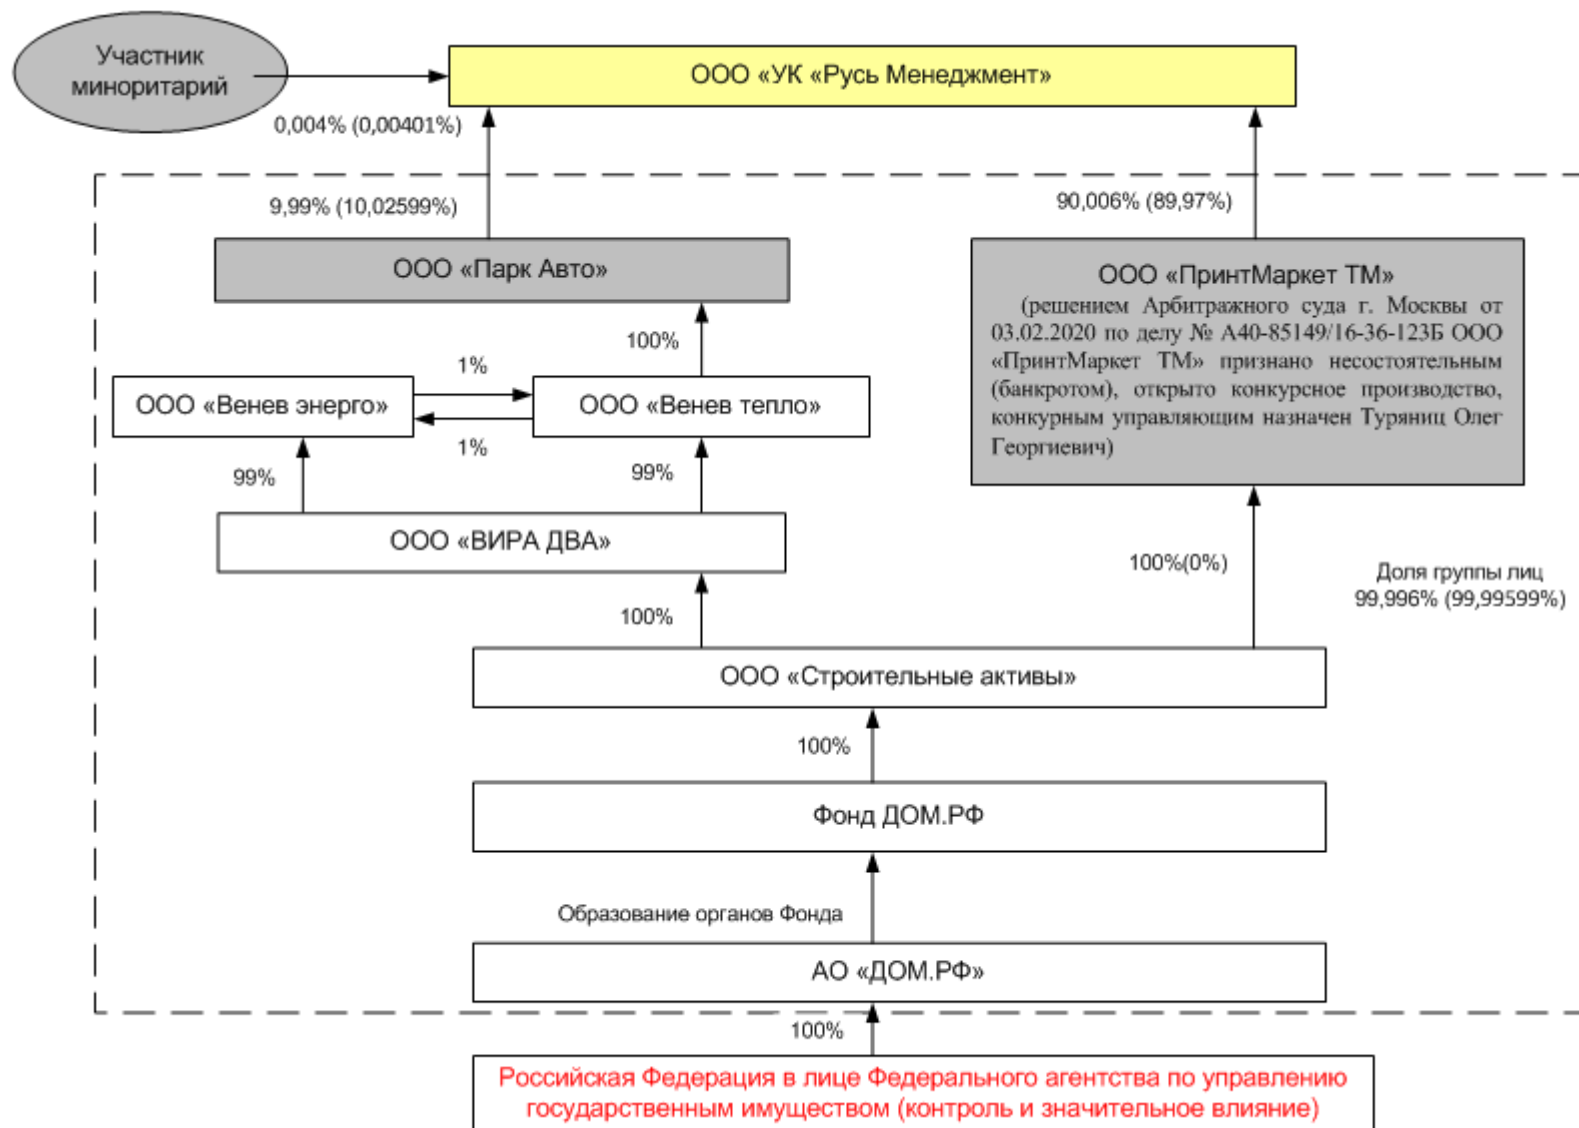 Участник
миноритарий
ООО «УК «Русь Менеджмент»
0,004% (0,00401%)
9,99% (10,02599%)
90,006% (89,97%)
ООО «Парк Авто»
ООО «ПринтМаркет ТМ»
(решением Арбитражного суда г. Москвы от
03.02.2020 по делу № А40-85149/16-36-123Б ООО
«ПринтМаркет ТМ» признано несостоятельным
(банкротом), открыто конкурсное производство,
конкурным управляющим назначен Туряниц Олег
Георгиевич)
100%
1%
ООО «Венев энерго»
ООО «Венев тепло»
1%
99%
99%
ООО «ВИРА ДВА»
100%(0%)
Доля группы лиц
99,996% (99,99599%)
100%
ООО «Строительные активы»
100%
Фонд ДОМ.РФ
Образование органов Фонда
АО «ДОМ.РФ»
100%
Российская Федерация в лице Федерального агентства по управлению
государственным имуществом (контроль и значительное влияние)